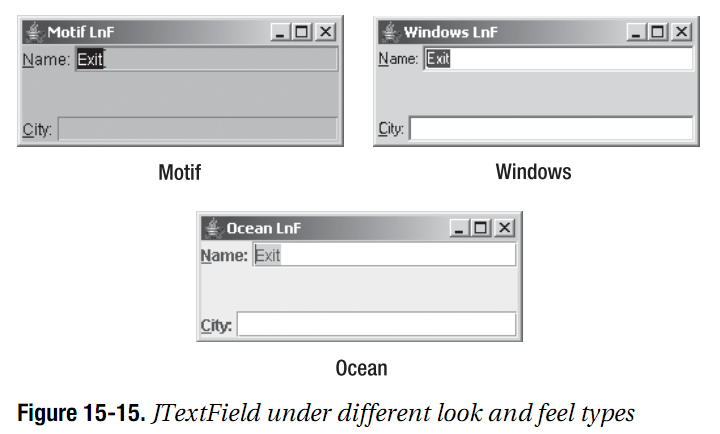 Motif LnF
Name: Exit
City:
Motif
Windows LnF
Name: Exit
City:
Windows
Ocean LnF
Name: Exit
City:
Ocean
Figure 15-15. JTextField under different look and feel types